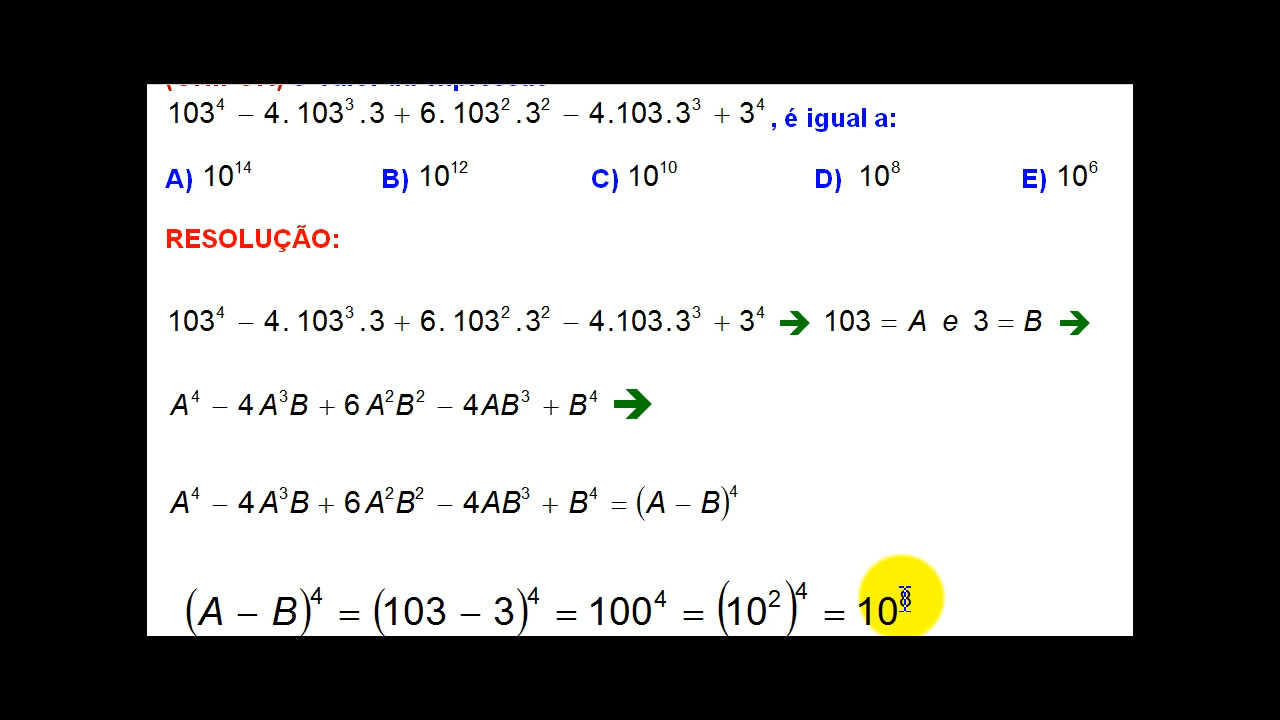 103⁴ − 4. 103³.3 + 6. 103².3² − 4.103.3³ + 3⁴ , é igual a:
A) 10¹⁴ B) 10¹² C) 10¹⁰ D) 10⁸ E) 10⁶
RESOLUÇÃO:
103⁴ − 4. 103³.3 + 6. 103².3² − 4.103.3³ + 3⁴ ➔ 103 = A e 3 = B ➔
A⁴ − 4A³B + 6A²B² − 4AB³ + B⁴ ➔
A⁴ − 4A³B + 6A²B² − 4AB³ + B⁴ = (A − B)⁴
(A − B)⁴ = (103 − 3)⁴ = 100⁴ = (10²)⁴ = 10⁸